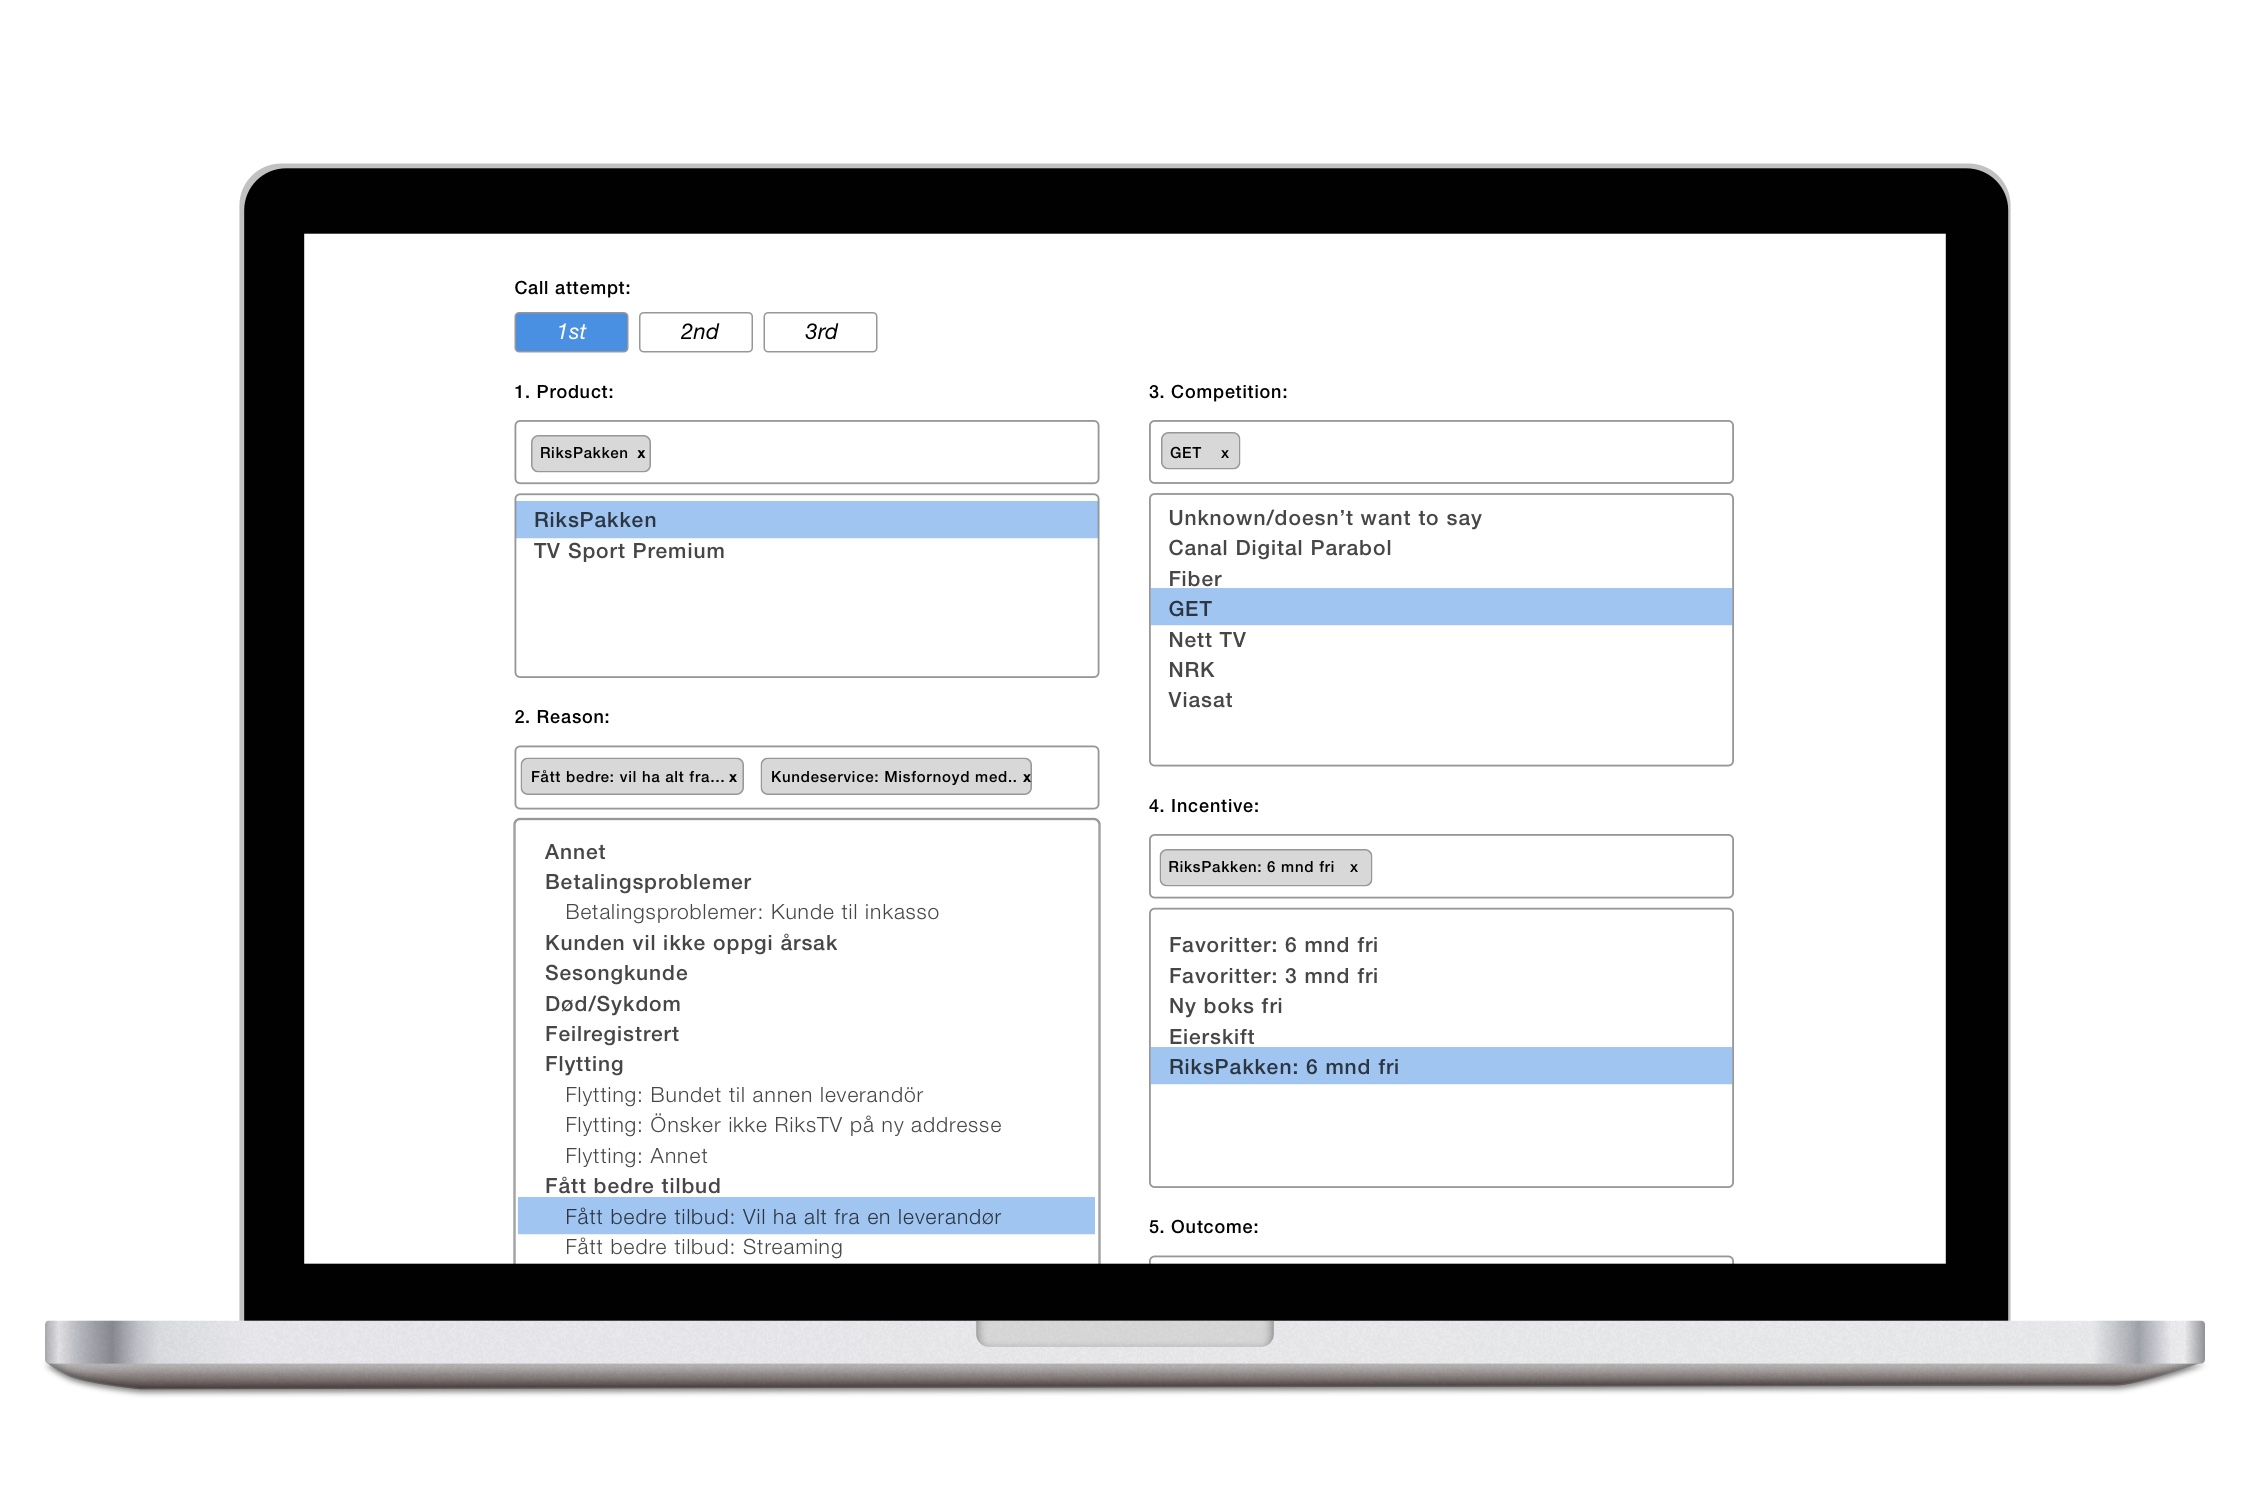 Call attempt:
1st 2nd 3rd
1. Product:
RiksPakken x
RiksPakken
TV Sport Premium
2. Reason:
Fått bedre: vil ha alt fra... x Kundeservice: Misfornoyd med.. x
Annet
Betalingsproblemer
Betalingsproblemer: Kunde til inkasso
Kunden vil ikke oppgi årsak
Sesongkunde
Død/Sykdom
Feilregistrert
Flytting
Flytting: Bundet til annen leverandör
Flytting: Önsker ikke RiksTV på ny addresse
Flytting: Annet
Fått bedre tilbud
Fått bedre tilbud: Vil ha alt fra en leverandør
Fått bedre tilbud: Streaming
3. Competition:
GET x
Unknown/doesn’t want to say
Canal Digital Parabol
Fiber
GET
Nett TV
NRK
Viasat
4. Incentive:
RiksPakken: 6 mnd fri x
Favoritter: 6 mnd fri
Favoritter: 3 mnd fri
Ny boks fri
Eierskift
RiksPakken: 6 mnd fri
5. Outcome: